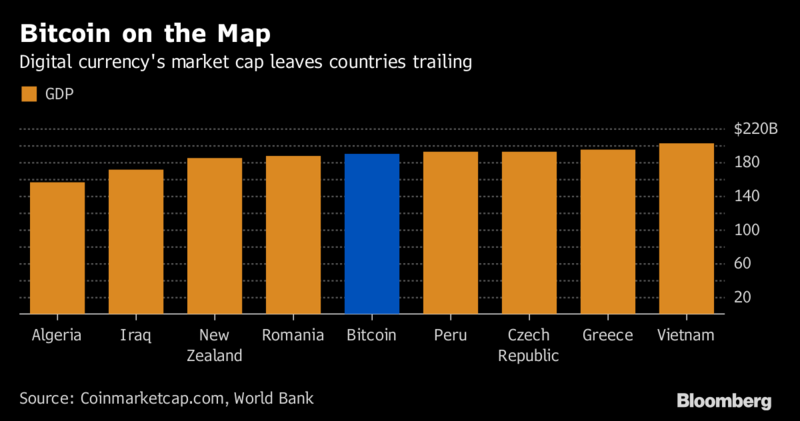 Bitcoin on the Map
Digital currency's market cap leaves countries trailing
GDP
$220B
180
140
100
60
20
Algeria Iraq New Zealand Romania Bitcoin Peru Czech Republic Greece Vietnam
Source: Coinmarketcap.com, World Bank
Bloomberg